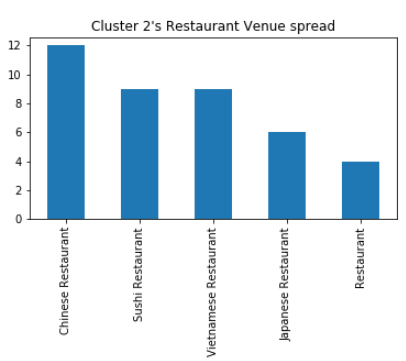 Cluster 2's Restaurant Venue spread
12
10
8
6
4
2
0
Chinese Restaurant
Sushi Restaurant
Vietnamese Restaurant
Japanese Restaurant
Restaurant